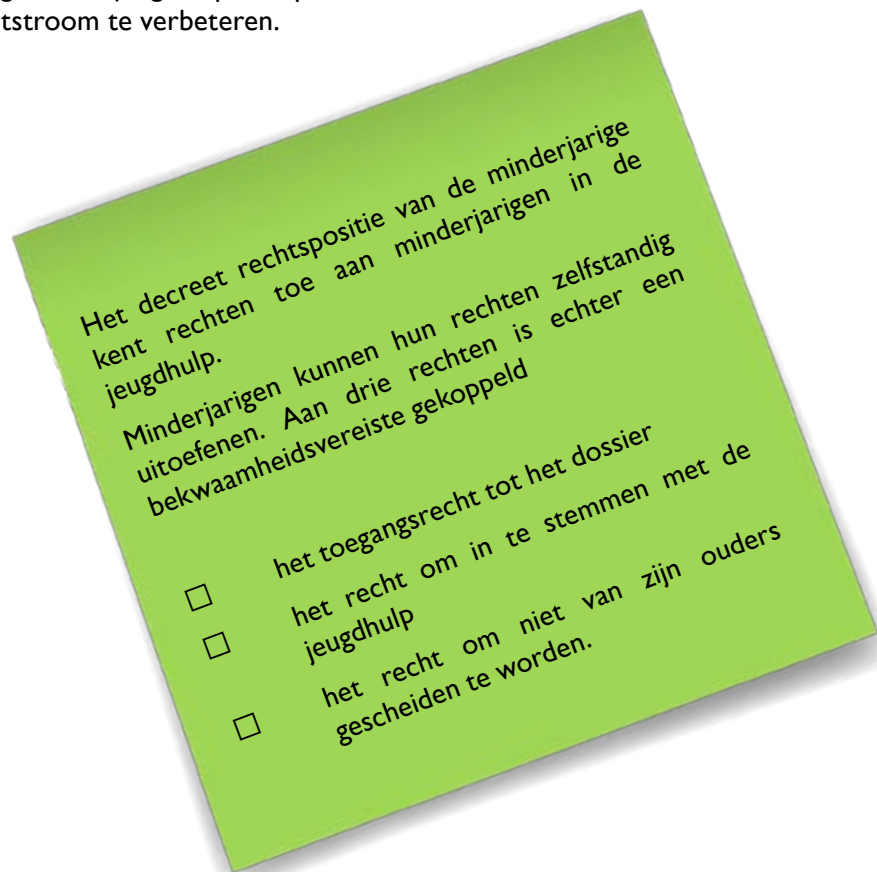 tstroom te verbeteren.
Het decreet rechtspositie van de minderjarige
kent rechten toe aan minderjarigen in de
jeugdhulp.
Minderjarigen kunnen hun rechten zelfstandig
uitoefenen. Aan drie rechten is echter een
bekwaamheidsvereiste gekoppeld
☐ het toegangsrecht tot het dossier
☐ het recht om in te stemmen met de
jeugdhulp
☐ het recht om niet van zijn ouders
gescheiden te worden.